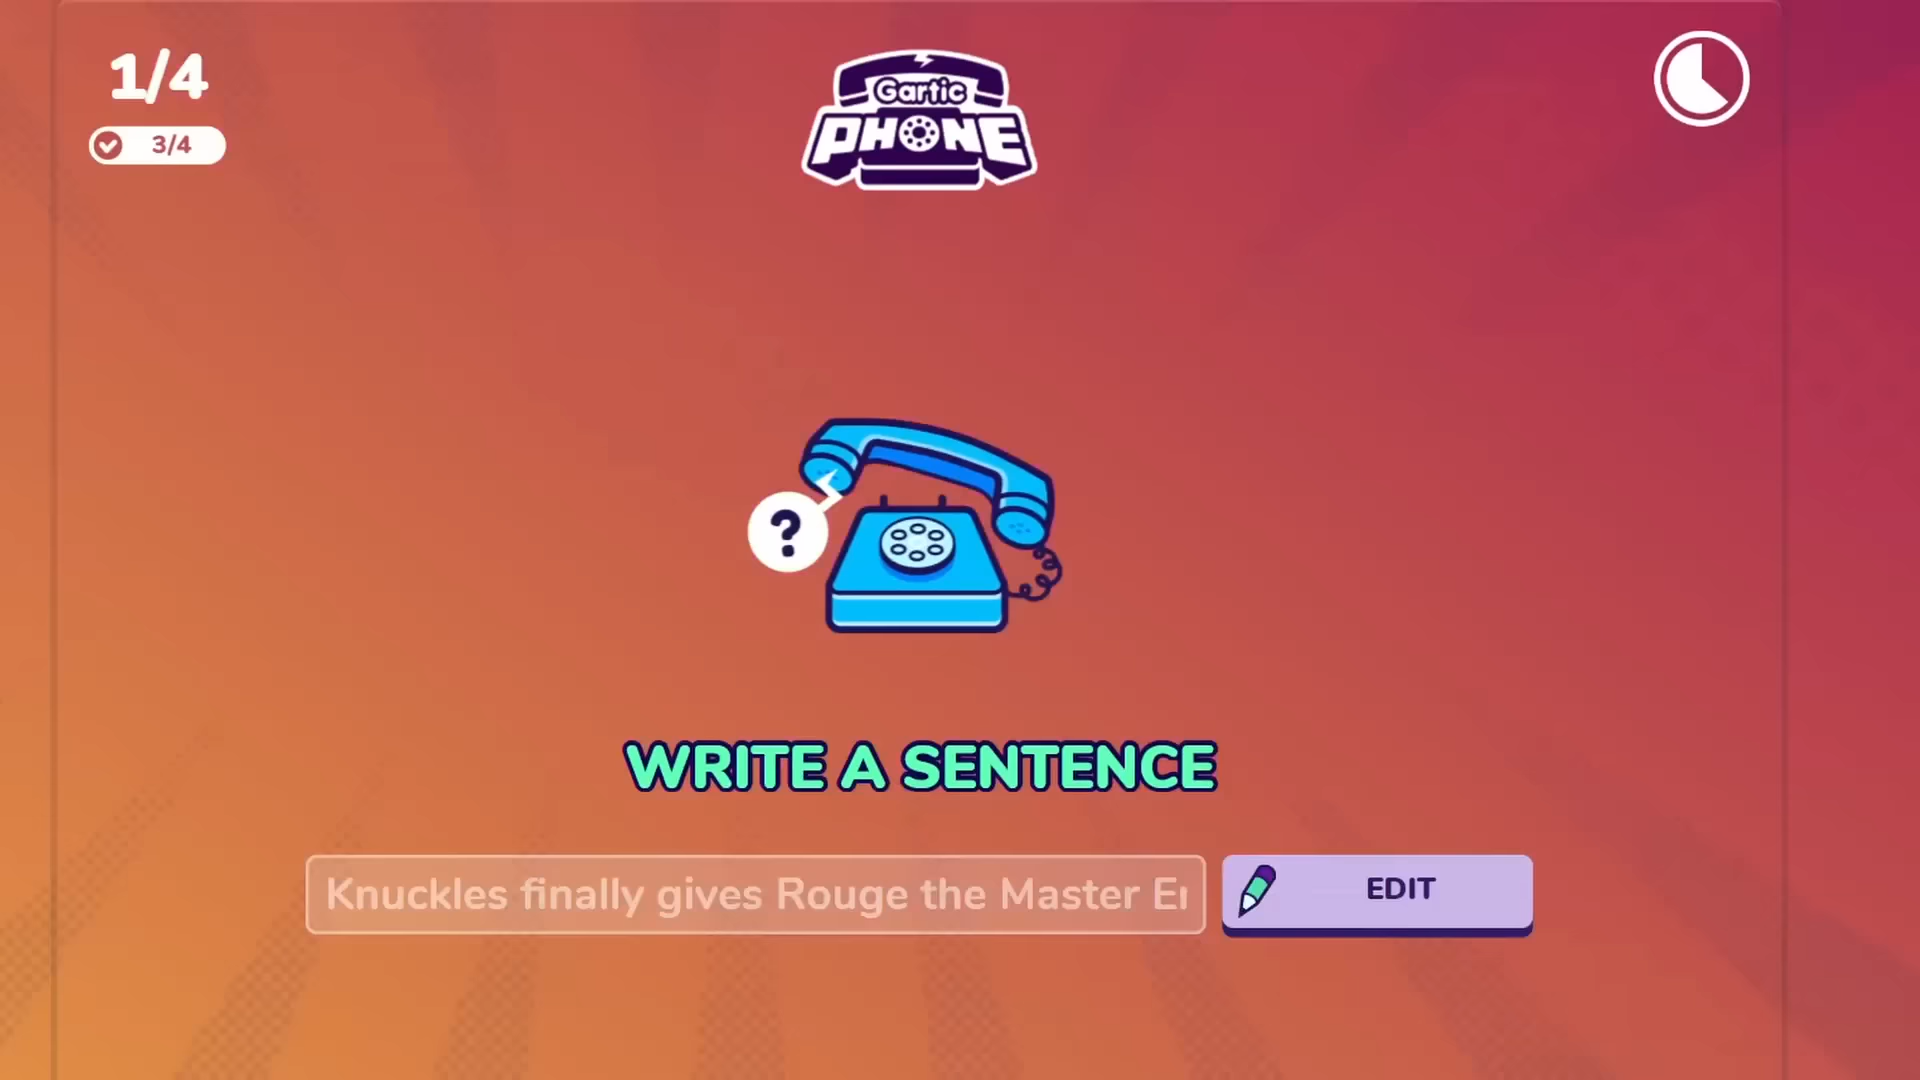 1/4
3/4
Gartic
PHONE
?
WRITE A SENTENCE
Knuckles finally gives Rouge the Master
EDIT